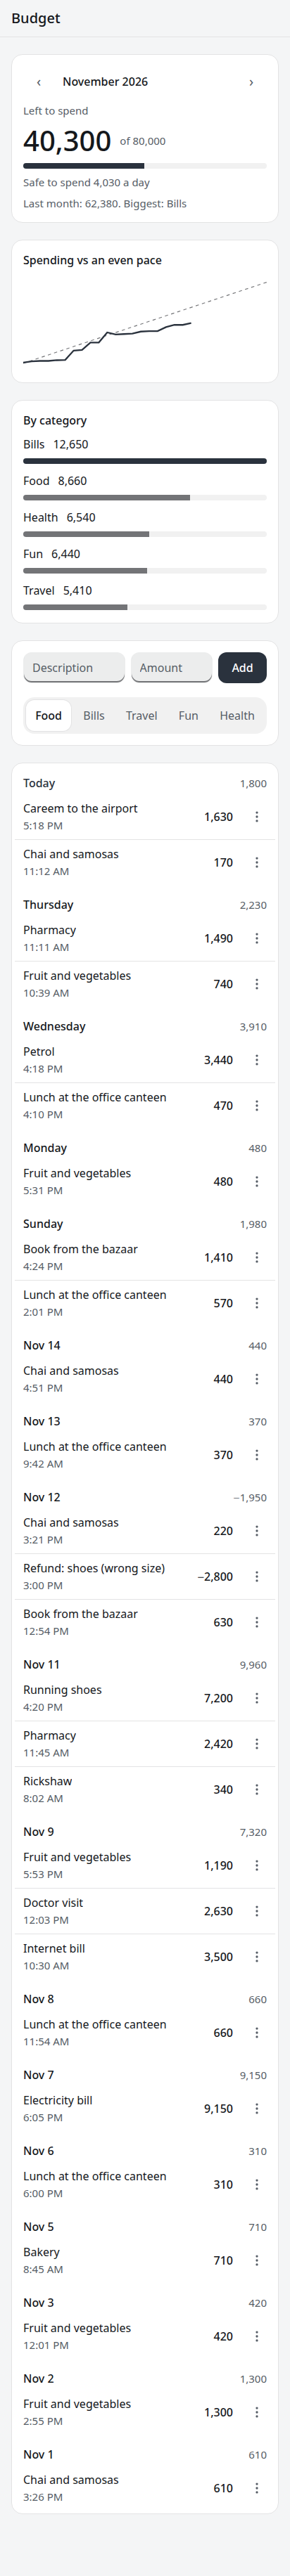 Budget
‹ November 2026 ›
Left to spend
40,300 of 80,000
Safe to spend 4,030 a day
Last month: 62,380. Biggest: Bills
Spending vs an even pace
By category
Bills 12,650
Food 8,660
Health 6,540
Fun 6,440
Travel 5,410
Description Amount Add
Food Bills Travel Fun Health
Today 1,800
Careem to the airport
1,630
5:18 PM
Chai and samosas
170
11:12 AM
Thursday 2,230
Pharmacy
1,490
11:11 AM
Fruit and vegetables
740
10:39 AM
Wednesday 3,910
Petrol
3,440
4:18 PM
Lunch at the office canteen
470
4:10 PM
Monday 480
Fruit and vegetables
480
5:31 PM
Sunday 1,980
Book from the bazaar
1,410
4:24 PM
Lunch at the office canteen
570
2:01 PM
Nov 14 440
Chai and samosas
440
4:51 PM
Nov 13 370
Lunch at the office canteen
370
9:42 AM
Nov 12 −1,950
Chai and samosas
220
3:21 PM
Refund: shoes (wrong size)
−2,800
3:00 PM
Book from the bazaar
630
12:54 PM
Nov 11 9,960
Running shoes
7,200
4:20 PM
Pharmacy
2,420
11:45 AM
Rickshaw
340
8:02 AM
Nov 9 7,320
Fruit and vegetables
1,190
5:53 PM
Doctor visit
2,630
12:03 PM
Internet bill
3,500
10:30 AM
Nov 8 660
Lunch at the office canteen
660
11:54 AM
Nov 7 9,150
Electricity bill
9,150
6:05 PM
Nov 6 310
Lunch at the office canteen
310
6:00 PM
Nov 5 710
Bakery
710
8:45 AM
Nov 3 420
Fruit and vegetables
420
12:01 PM
Nov 2 1,300
Fruit and vegetables
1,300
2:55 PM
Nov 1 610
Chai and samosas
610
3:26 PM